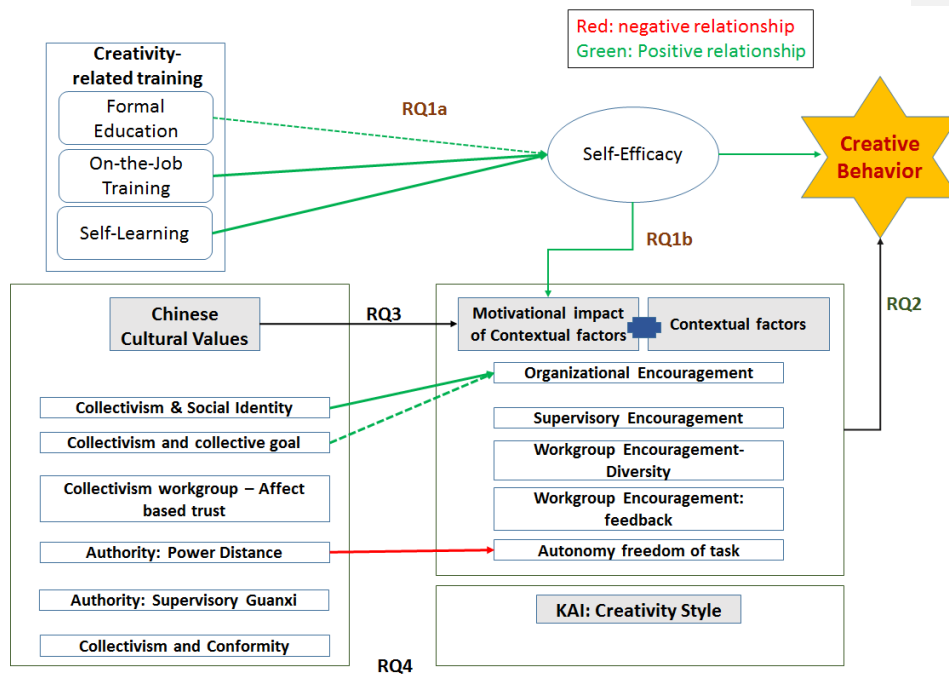 Red: negative relationship
Green: Positive relationship
Creativity-
related training
Formal
Education
On-the-Job
Training
Self-Learning
RQ1a
Self-Efficacy
Creative
Behavior
RQ1b
Chinese
Cultural Values
RQ3
Motivational impact
of Contextual factors
Contextual factors
RQ2
Organizational Encouragement
Collectivism & Social Identity
Supervisory Encouragement
Collectivism and collective goal
Workgroup Encouragement-
Diversity
Collectivism workgroup – Affect
based trust
Workgroup Encouragement:
feedback
Authority: Power Distance
Autonomy freedom of task
Authority: Supervisory Guanxi
KAI: Creativity Style
Collectivism and Conformity
RQ4